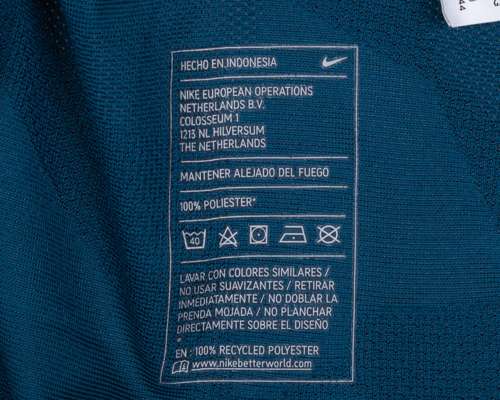 HECHO EN INDONESIA
NIKE EUROPEAN OPERATIONS
NETHERLANDS B.V.
COLOSSEUM 1
1213 NL HILVERSUM
THE NETHERLANDS
MANTENER ALEJADO DEL FUEGO
100% POLIESTER*
40
LAVAR CON COLORES SIMILARES /
NO USAR SUAVIZANTES / RETIRAR
INMEDIATAMENTE / NO DOBLAR LA
PRENDA MOJADA / NO PLANCHAR
DIRECTAMENTE SOBRE EL DISEÑO
*
EN : 100% RECYCLED POLYESTER
www.nikebetterworld.com